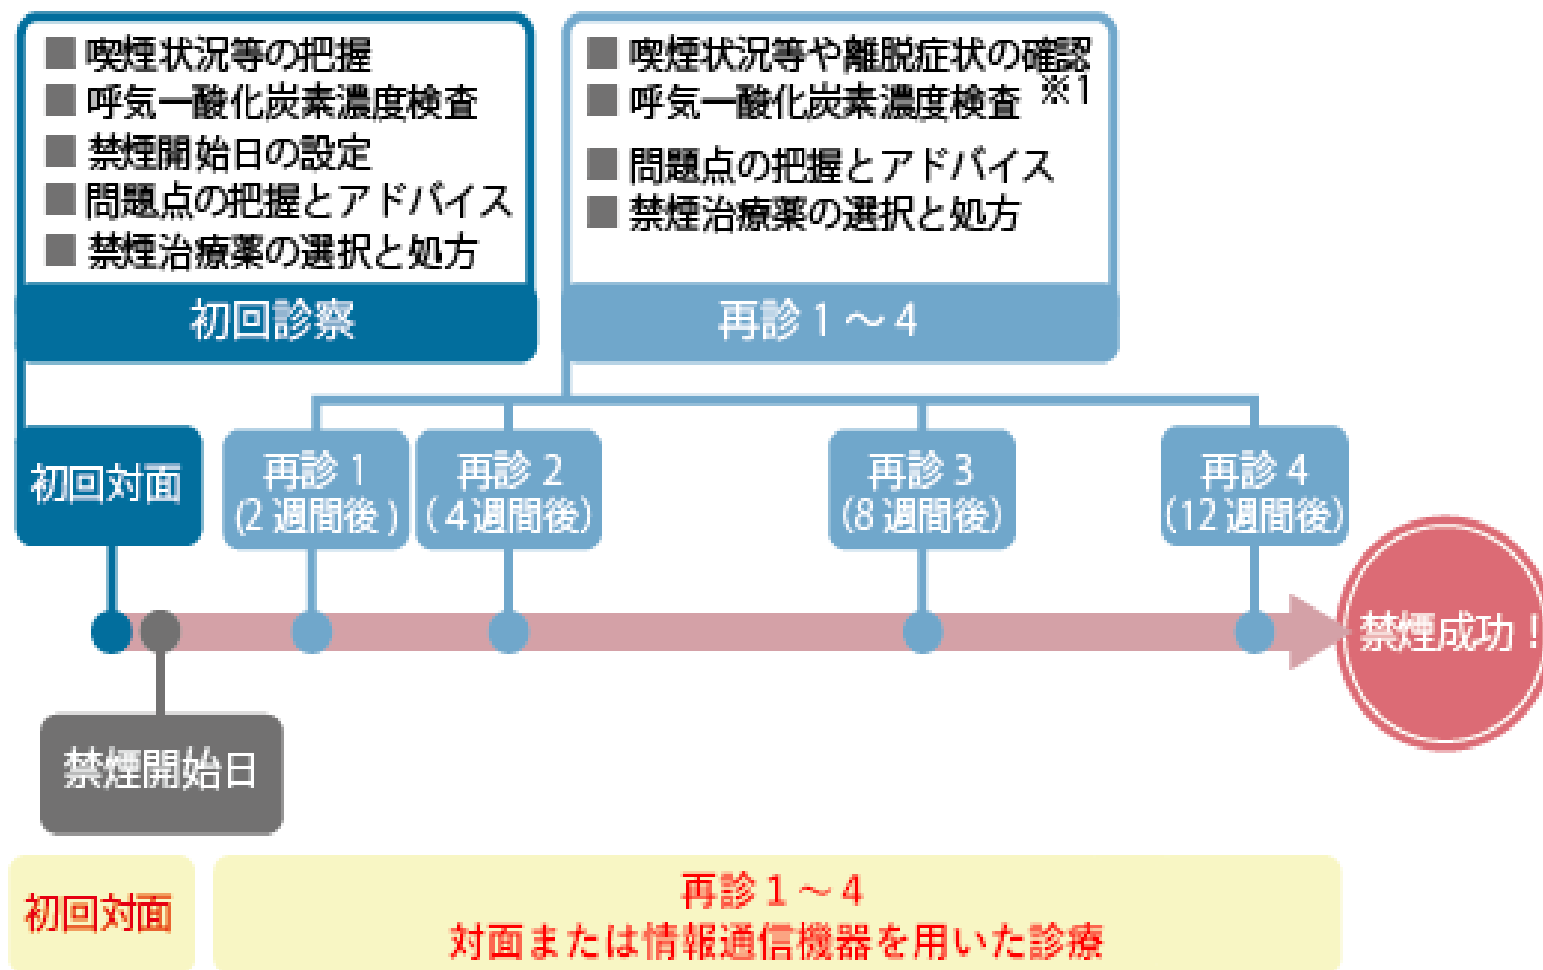 ■ 喫煙状況等の把握
■ 呼気一酸化炭素濃度検査
■ 禁煙開始日の設定
■ 問題点の把握とアドバイス
■ 禁煙治療薬の選択と処方
初回診察
■ 喫煙状況等や離脱症状の確認
■ 呼気一酸化炭素濃度検査 ※1
■ 問題点の把握とアドバイス
■ 禁煙治療薬の選択と処方
再診1～4
初回対面
再診1
(2週間後)
再診2
(4週間後)
再診3
(8週間後)
再診4
(12週間後)
禁煙成功！
禁煙開始日
初回対面
再診1～4
対面または情報通信機器を用いた診療